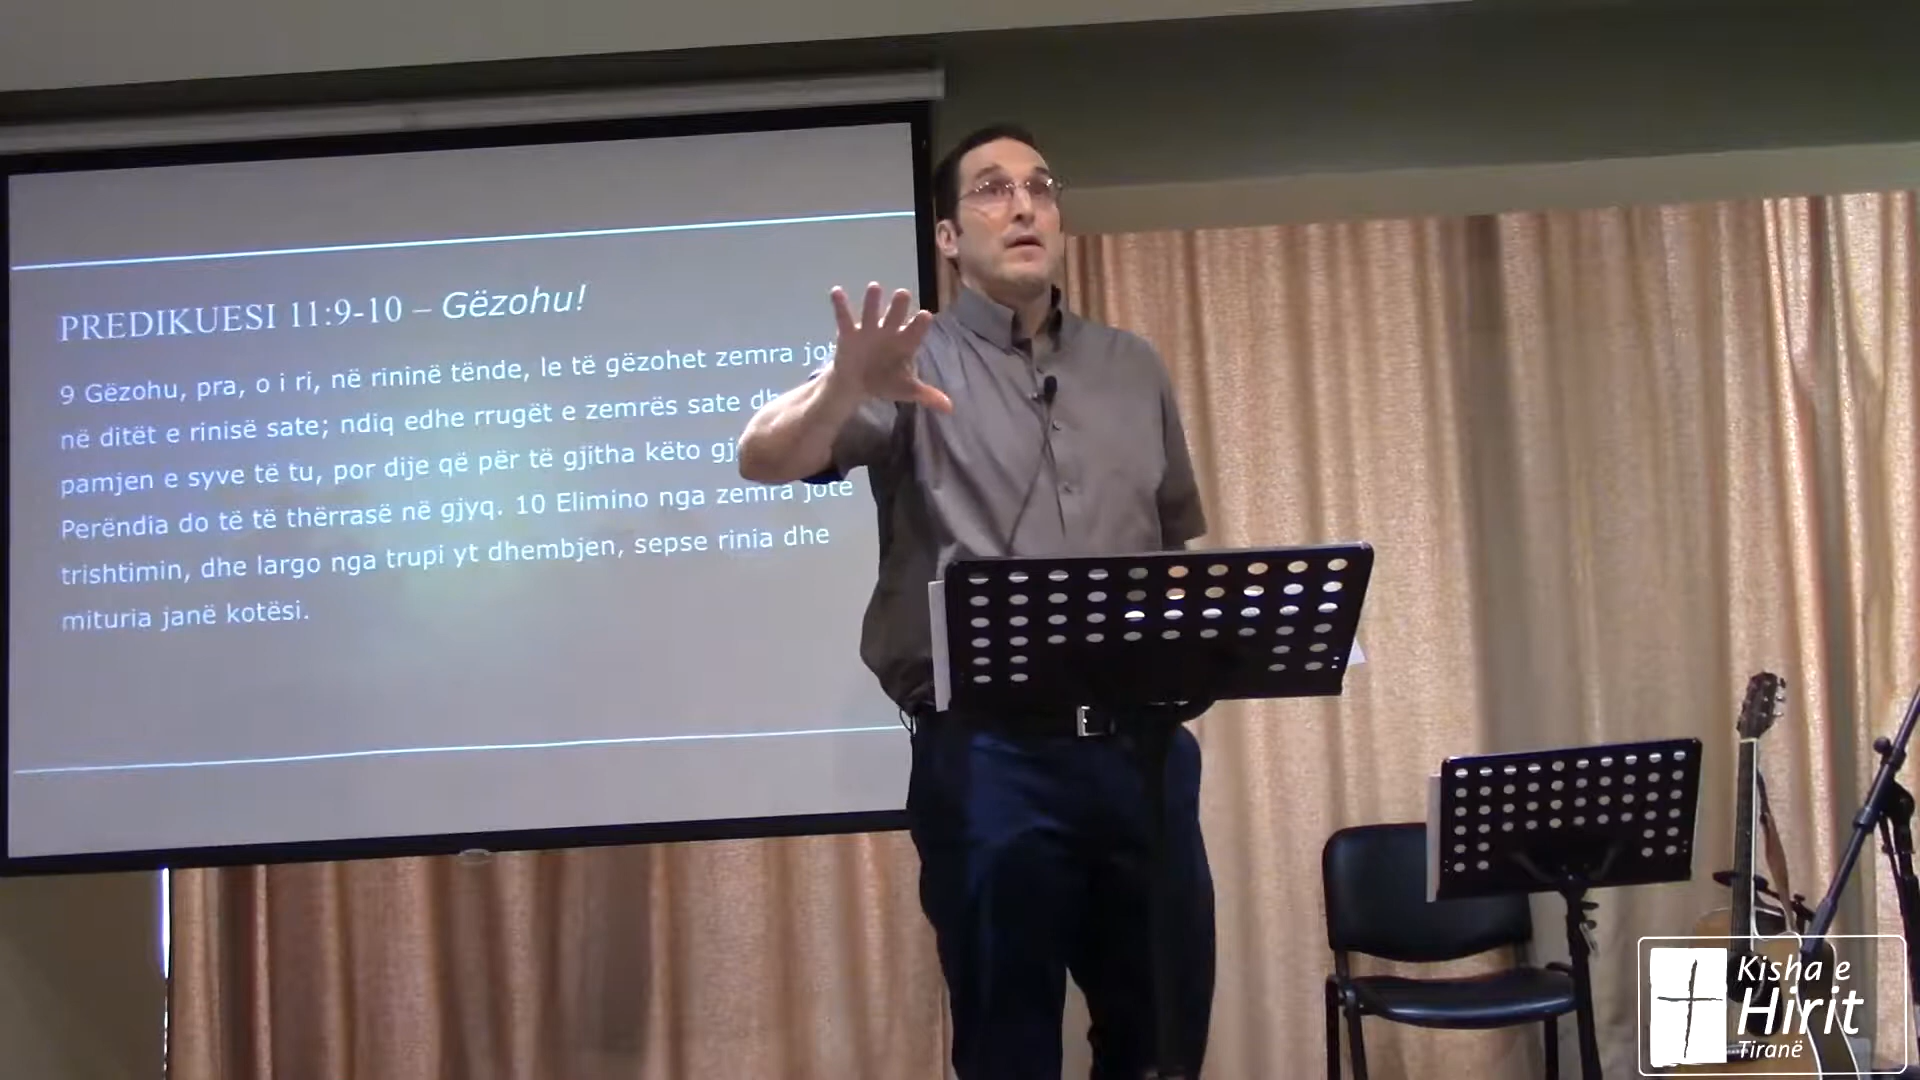 PREDIKUESI 11:9-10 – Gëzohu!
9 Gëzohu, pra, o i ri, në rininë tënde, le të gëzohet zemra
në ditët e rinisë sate; ndiq edhe rrugët e zemrës sate
pamjen e syve të tu, por dije që për të gjitha këto
Perëndia do të të thërrasë në gjyq. 10 Elimino nga zemra jote
trishtimin, dhe largo nga trupi yt dhembjen, sepse rinia dhe
mituria janë kotësi.
Kisha e
Hirit
Tiranë